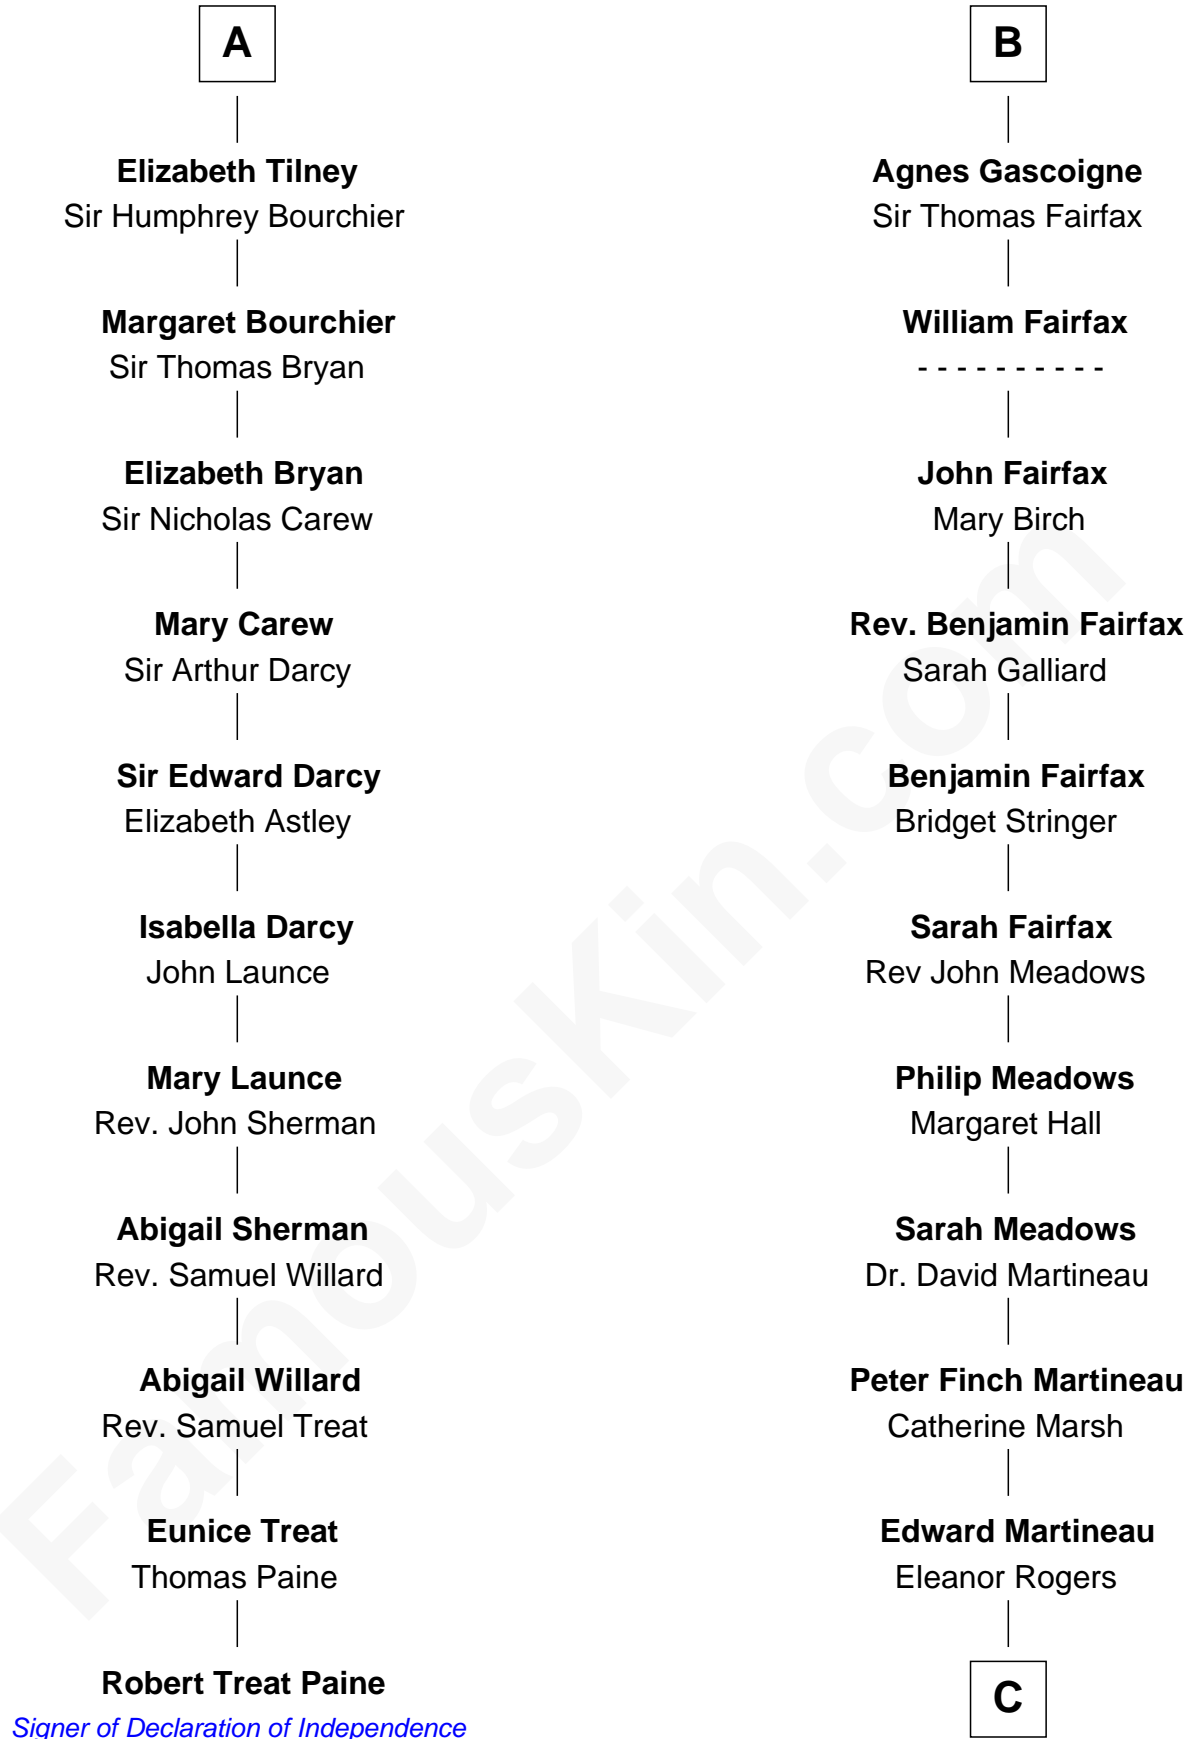 A
Elizabeth Tilney
Sir Humphrey Bourchier
Margaret Bourchier
Sir Thomas Bryan
Elizabeth Bryan
Sir Nicholas Carew
Mary Carew
Sir Arthur Darcy
Sir Edward Darcy
Elizabeth Astley
Isabella Darcy
John Launce
Mary Launce
Rev. John Sherman
Abigail Sherman
Rev. Samuel Willard
Abigail Willard
Rev. Samuel Treat
Eunice Treat
Thomas Paine
Robert Treat Paine
Signer of Declaration of Independence
B
Agnes Gascoigne
Sir Thomas Fairfax
William Fairfax
- - - - - - - - - -
John Fairfax
Mary Birch
Rev. Benjamin Fairfax
Sarah Galliard
Benjamin Fairfax
Bridget Stringer
Sarah Fairfax
Rev John Meadows
Philip Meadows
Margaret Hall
Sarah Meadows
Dr. David Martineau
Peter Finch Martineau
Catherine Marsh
Edward Martineau
Eleanor Rogers
C
FamousKin.com